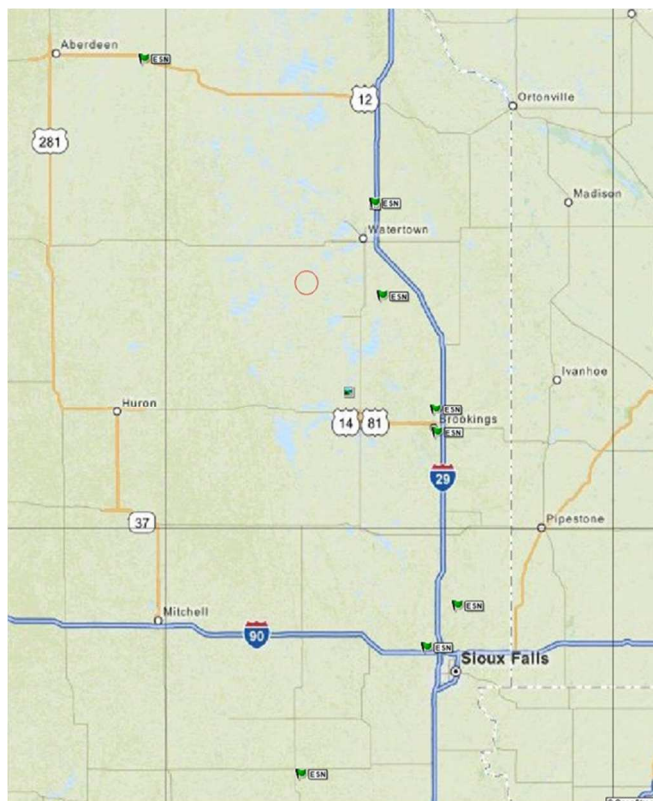 Aberdeen
ESN
12
Ortonville
281
Madison
ESN
Watertown
ESN
Ivanhoe
Huron
ESN
14
81
Brookings
ESN
29
37
Pipestone
ESN
Mitchell
90
ESN
Sioux Falls
ESN